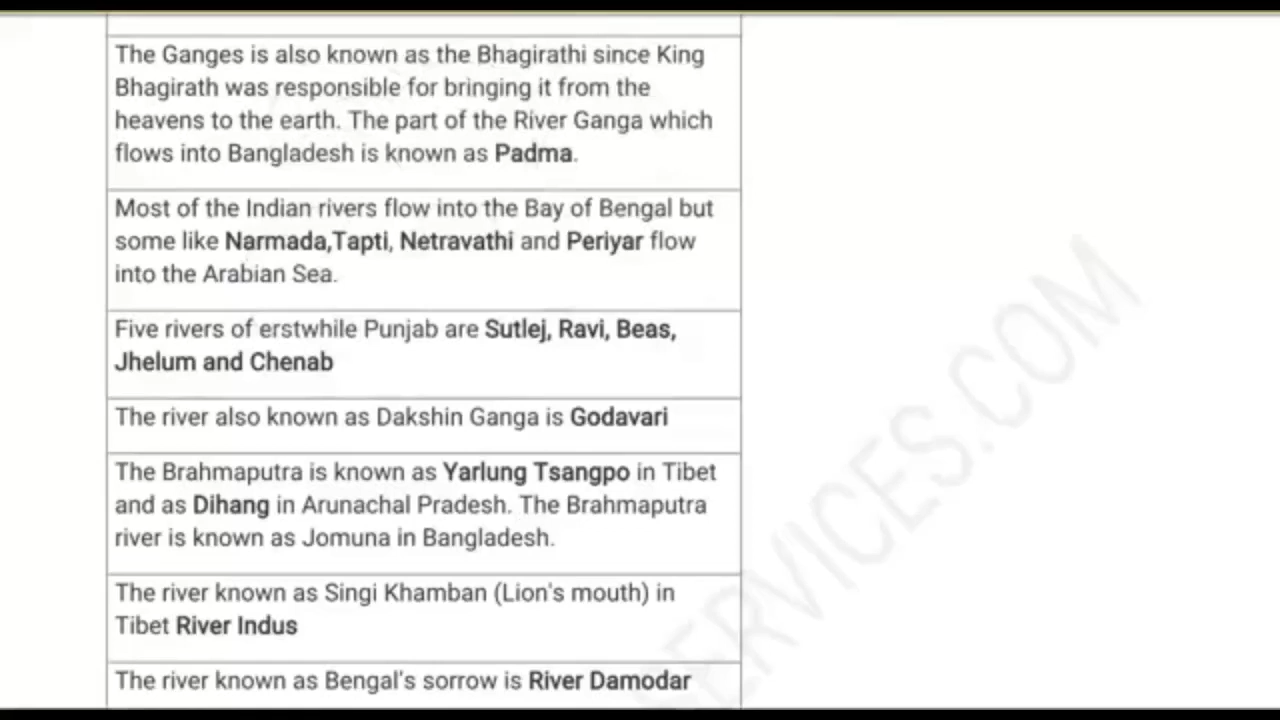 The Ganges is also known as the Bhagirathi since King
Bhagirath was responsible for bringing it from the
heavens to the earth. The part of the River Ganga which
flows into Bangladesh is known as Padma.
Most of the Indian rivers flow into the Bay of Bengal but
some like Narmada,Tapti, Netravathi and Periyar flow
into the Arabian Sea.
Five rivers of erstwhile Punjab are Sutlej, Ravi, Beas,
Jhelum and Chenab
The river also known as Dakshin Ganga is Godavari
The Brahmaputra is known as Yarlung Tsangpo in Tibet
and as Dihang in Arunachal Pradesh. The Brahmaputra
river is known as Jomuna in Bangladesh.
The river known as Singi Khamban (Lion's mouth) in
Tibet River Indus
The river known as Bengal's sorrow is River Damodar
SERVICES.COM